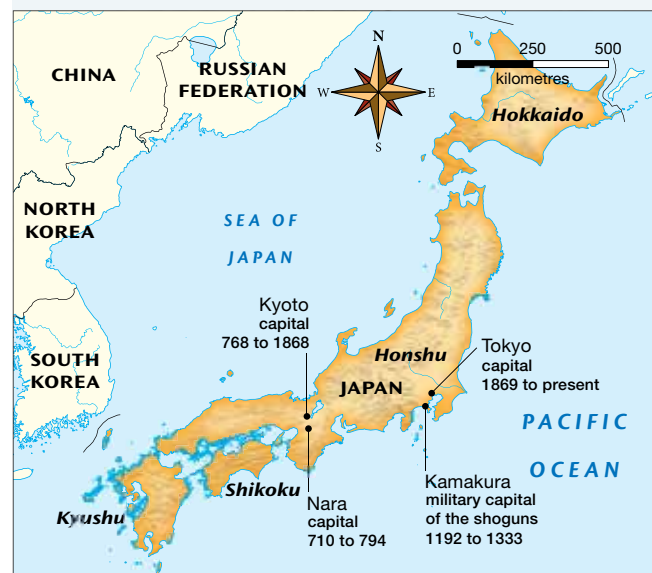 N
W E
S
0 250 500
kilometres
CHINA
RUSSIAN
FEDERATION
Hokkaido
NORTH
KOREA
SEA OF
JAPAN
SOUTH
KOREA
Kyoto
capital
768 to 1868
Honshu
JAPAN
Tokyo
capital
1869 to present
PACIFIC
OCEAN
Kyushu
Shikoku
Nara
capital
710 to 794
Kamakura
military capital
of the shoguns
1192 to 1333